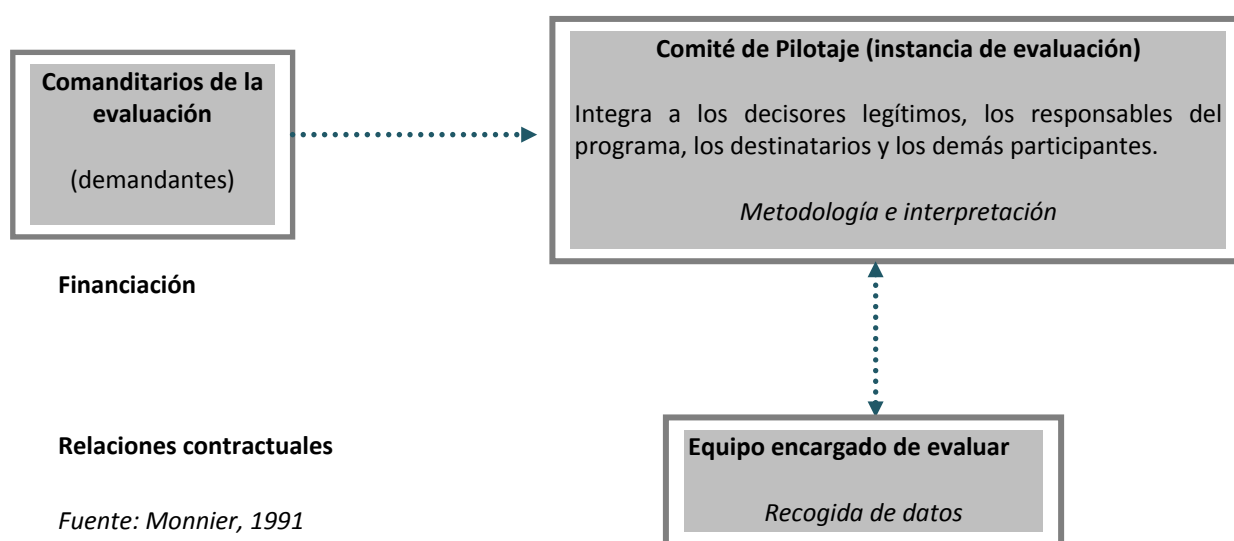 Comanditarios de la
evaluación
(demandantes)
Comité de Pilotaje (instancia de evaluación)
Integra a los decisores legítimos, los responsables del
programa, los destinatarios y los demás participantes.
Metodología e interpretación
Financiación
Relaciones contractuales
Fuente: Monnier, 1991
Equipo encargado de evaluar
Recogida de datos